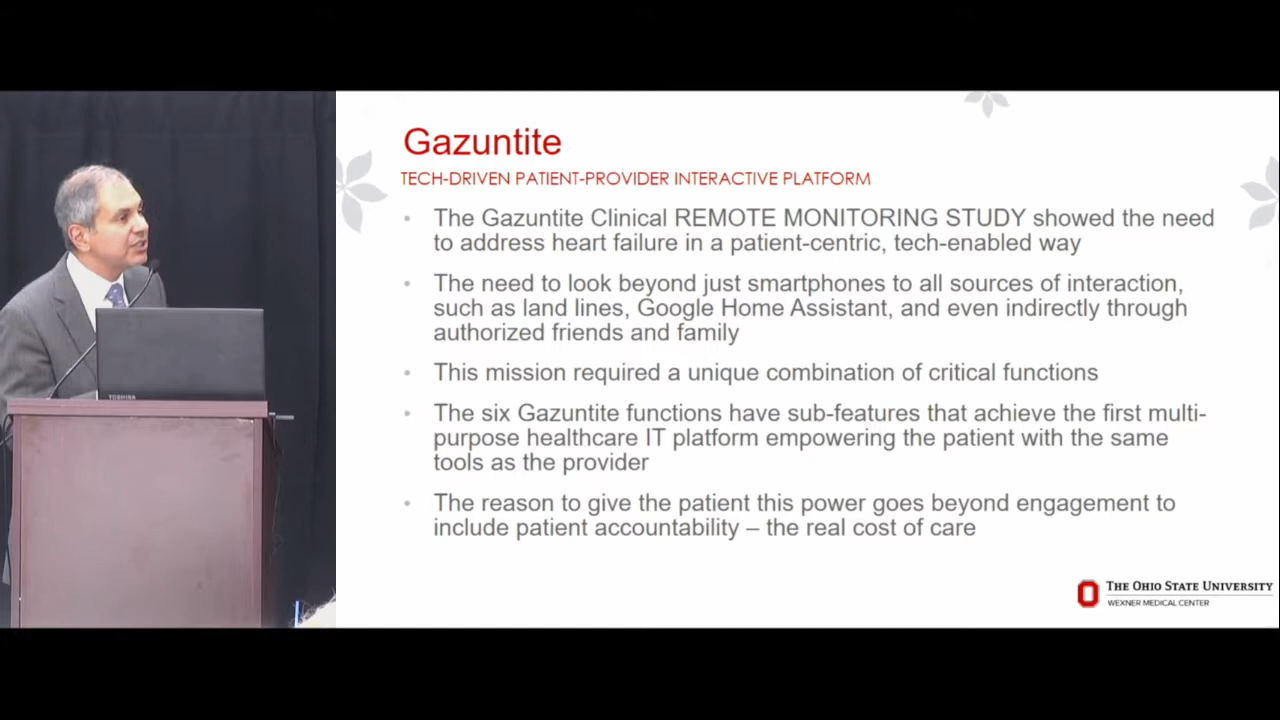 Gazuntite
TECH-DRIVEN PATIENT-PROVIDER INTERACTIVE PLATFORM
• The Gazuntite Clinical REMOTE MONITORING STUDY showed the need
to address heart failure in a patient-centric, tech-enabled way
• The need to look beyond just smartphones to all sources of interaction,
such as land lines, Google Home Assistant, and even indirectly through
authorized friends and family
• This mission required a unique combination of critical functions
• The six Gazuntite functions have sub-features that achieve the first multi-
purpose healthcare IT platform empowering the patient with the same
tools as the provider
• The reason to give the patient this power goes beyond engagement to
include patient accountability – the real cost of care
THE OHIO STATE UNIVERSITY
WEXNER MEDICAL CENTER
TOSHIBA